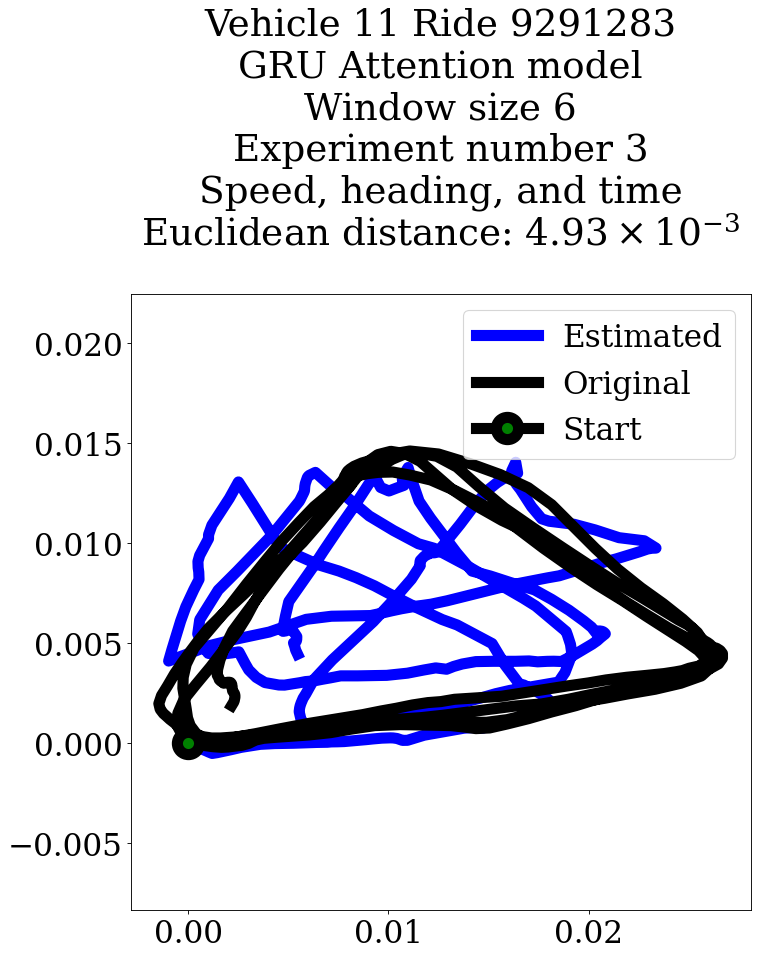 Vehicle 11 Ride 9291283
GRU Attention model
Window size 6
Experiment number 3
Speed, heading, and time
Euclidean distance: 4.93 × 10⁻³
Estimated
Original
Start
0.020
0.015
0.010
0.005
0.000
−0.005
0.00 0.01 0.02